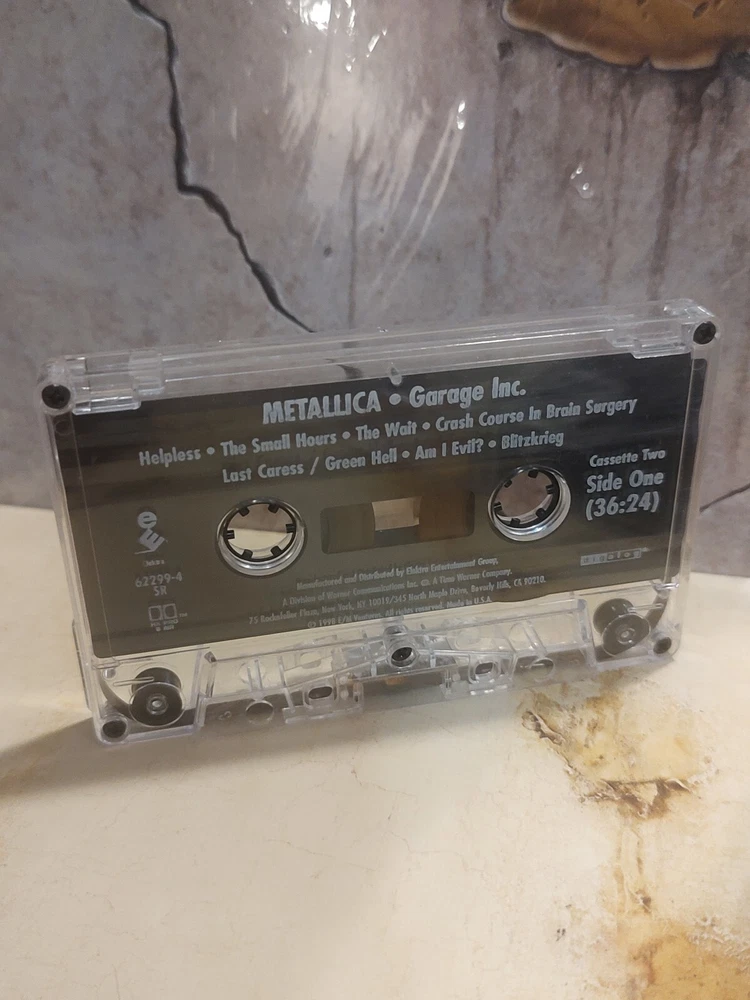 METALLICA • Garage Inc.
Helpless • The Small Hours • The Wait • Crash Course In Brain Surgery
Last Caress / Green Hell • Am I Evil? • Blitzkrieg
Cassette Two
Side One
(36:24)
Elektra
62299-4
SR
Manufactured and Distributed by Elektra Entertainment Group,
A Division of Warner Communications Inc. A Time Warner Company.
75 Rockefeller Plaza, New York, NY 10019/345 North Maple Drive, Beverly Hills, CA 90210.
1998 E/M Ventures. All rights reserved. Made in U.S.A.